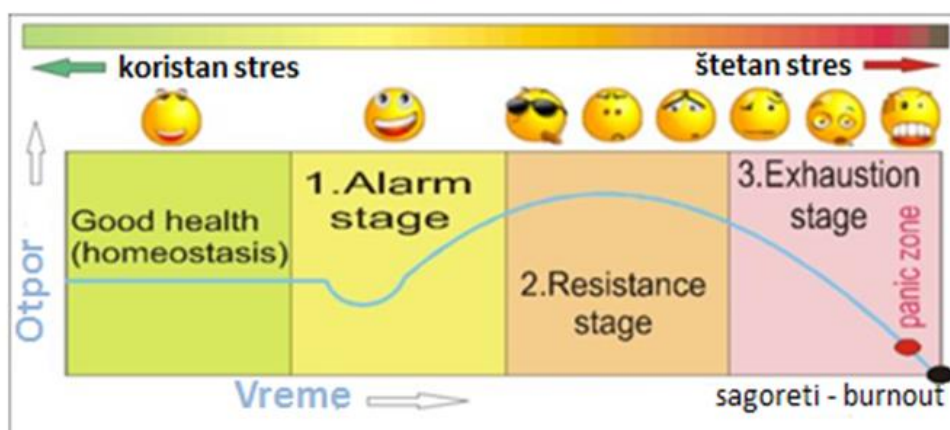 koristan stres
štetan stres
Otpor
Good health
(homeostasis)
1.Alarm
stage
2.Resistance
stage
3.Exhaustion
stage
panic zone
Vreme
sagoreti - burnout